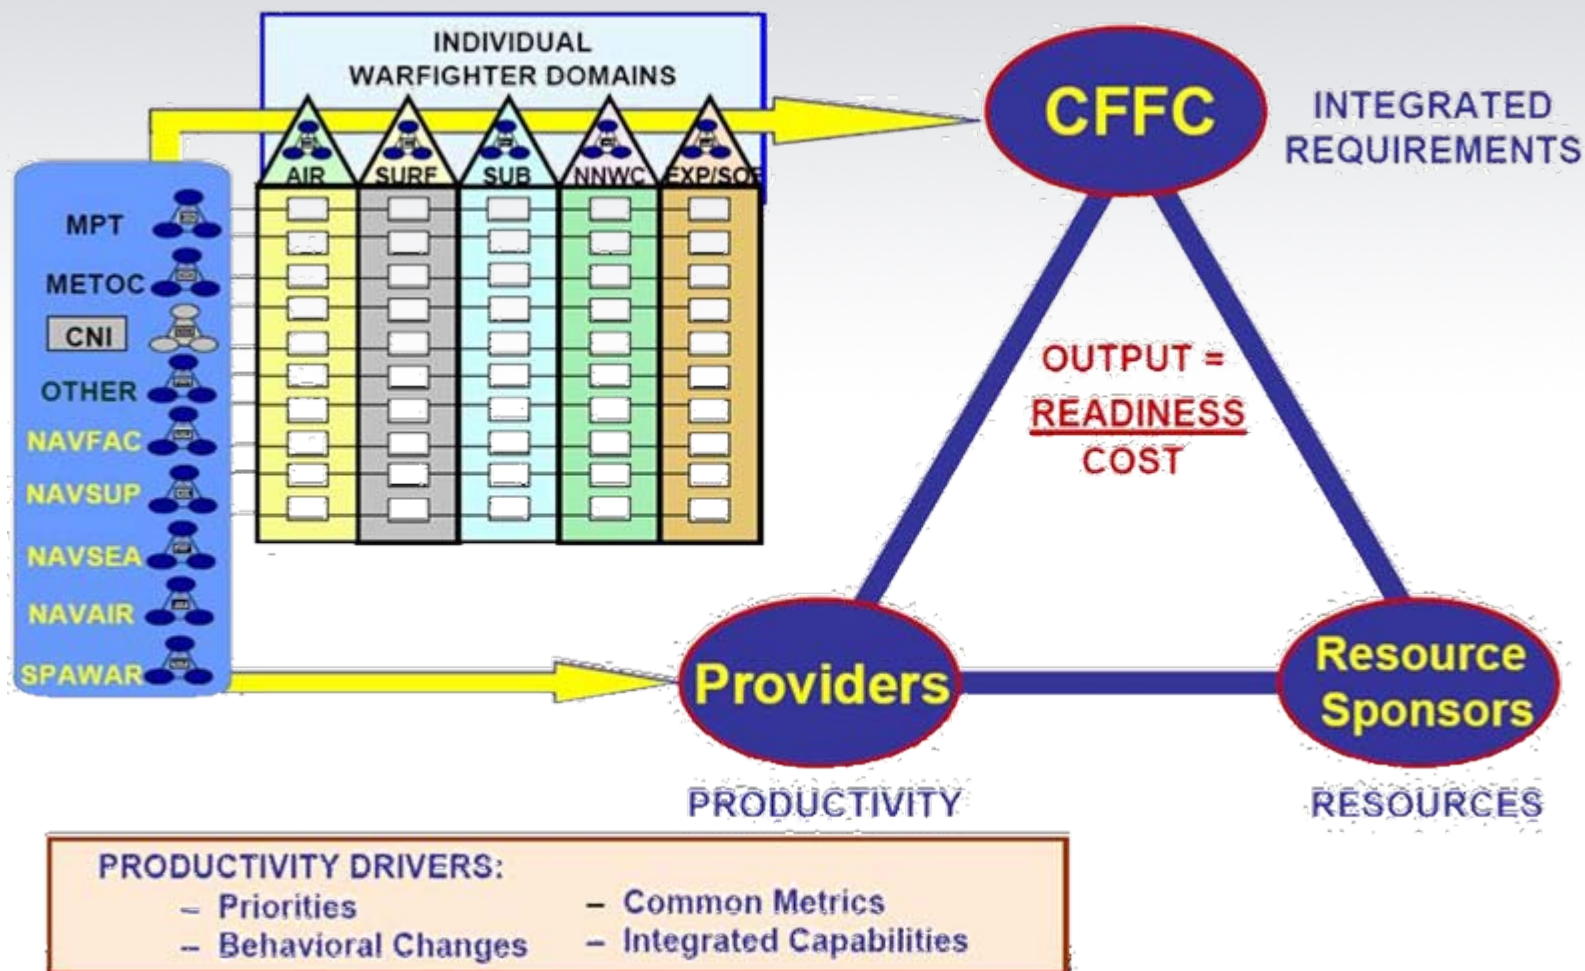 INDIVIDUAL
WARFIGHTER DOMAINS
AIR
SURF
SUB
NNWC
EXP/SOF
MPT
METOC
CNI
OTHER
NAVFAC
NAVSUP
NAVSEA
NAVAIR
SPAWAR
CFFC
INTEGRATED
REQUIREMENTS
OUTPUT =
READINESS
COST
Providers
PRODUCTIVITY
Resource
Sponsors
RESOURCES
PRODUCTIVITY DRIVERS:
– Priorities
– Behavioral Changes
– Common Metrics
– Integrated Capabilities